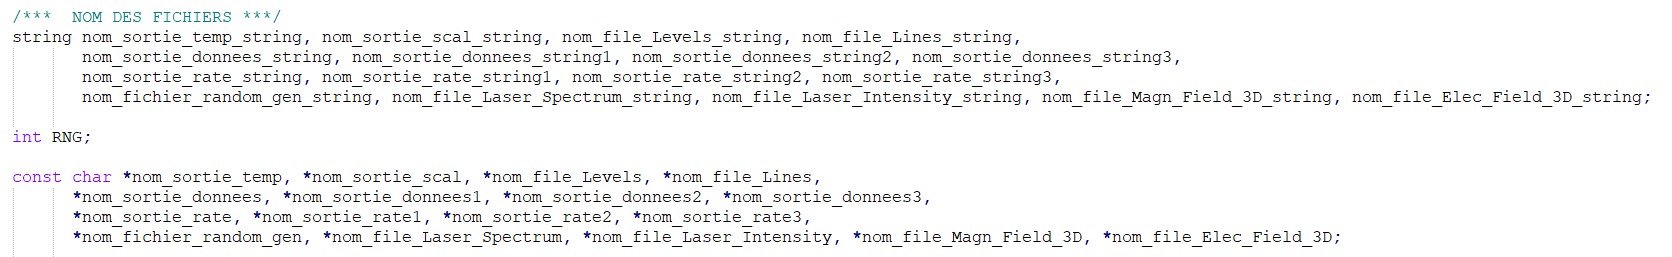 /***  NOM DES FICHIERS ***/
string nom_sortie_temp_string, nom_sortie_scal_string, nom_file_Levels_string, nom_file_Lines_string,
       nom_sortie_donnees_string, nom_sortie_donnees_string1, nom_sortie_donnees_string2, nom_sortie_donnees_string3,
       nom_sortie_rate_string, nom_sortie_rate_string1, nom_sortie_rate_string2, nom_sortie_rate_string3,
       nom_fichier_random_gen_string, nom_file_Laser_Spectrum_string, nom_file_Laser_Intensity_string, nom_file_Magn_Field_3D_string, nom_file_Elec_Field_3D_string;
int RNG;
const char *nom_sortie_temp, *nom_sortie_scal, *nom_file_Levels, *nom_file_Lines,
      *nom_sortie_donnees, *nom_sortie_donnees1, *nom_sortie_donnees2, *nom_sortie_donnees3,
      *nom_sortie_rate, *nom_sortie_rate1, *nom_sortie_rate2, *nom_sortie_rate3,
      *nom_fichier_random_gen, *nom_file_Laser_Spectrum, *nom_file_Laser_Intensity, *nom_file_Magn_Field_3D, *nom_file_Elec_Field_3D;